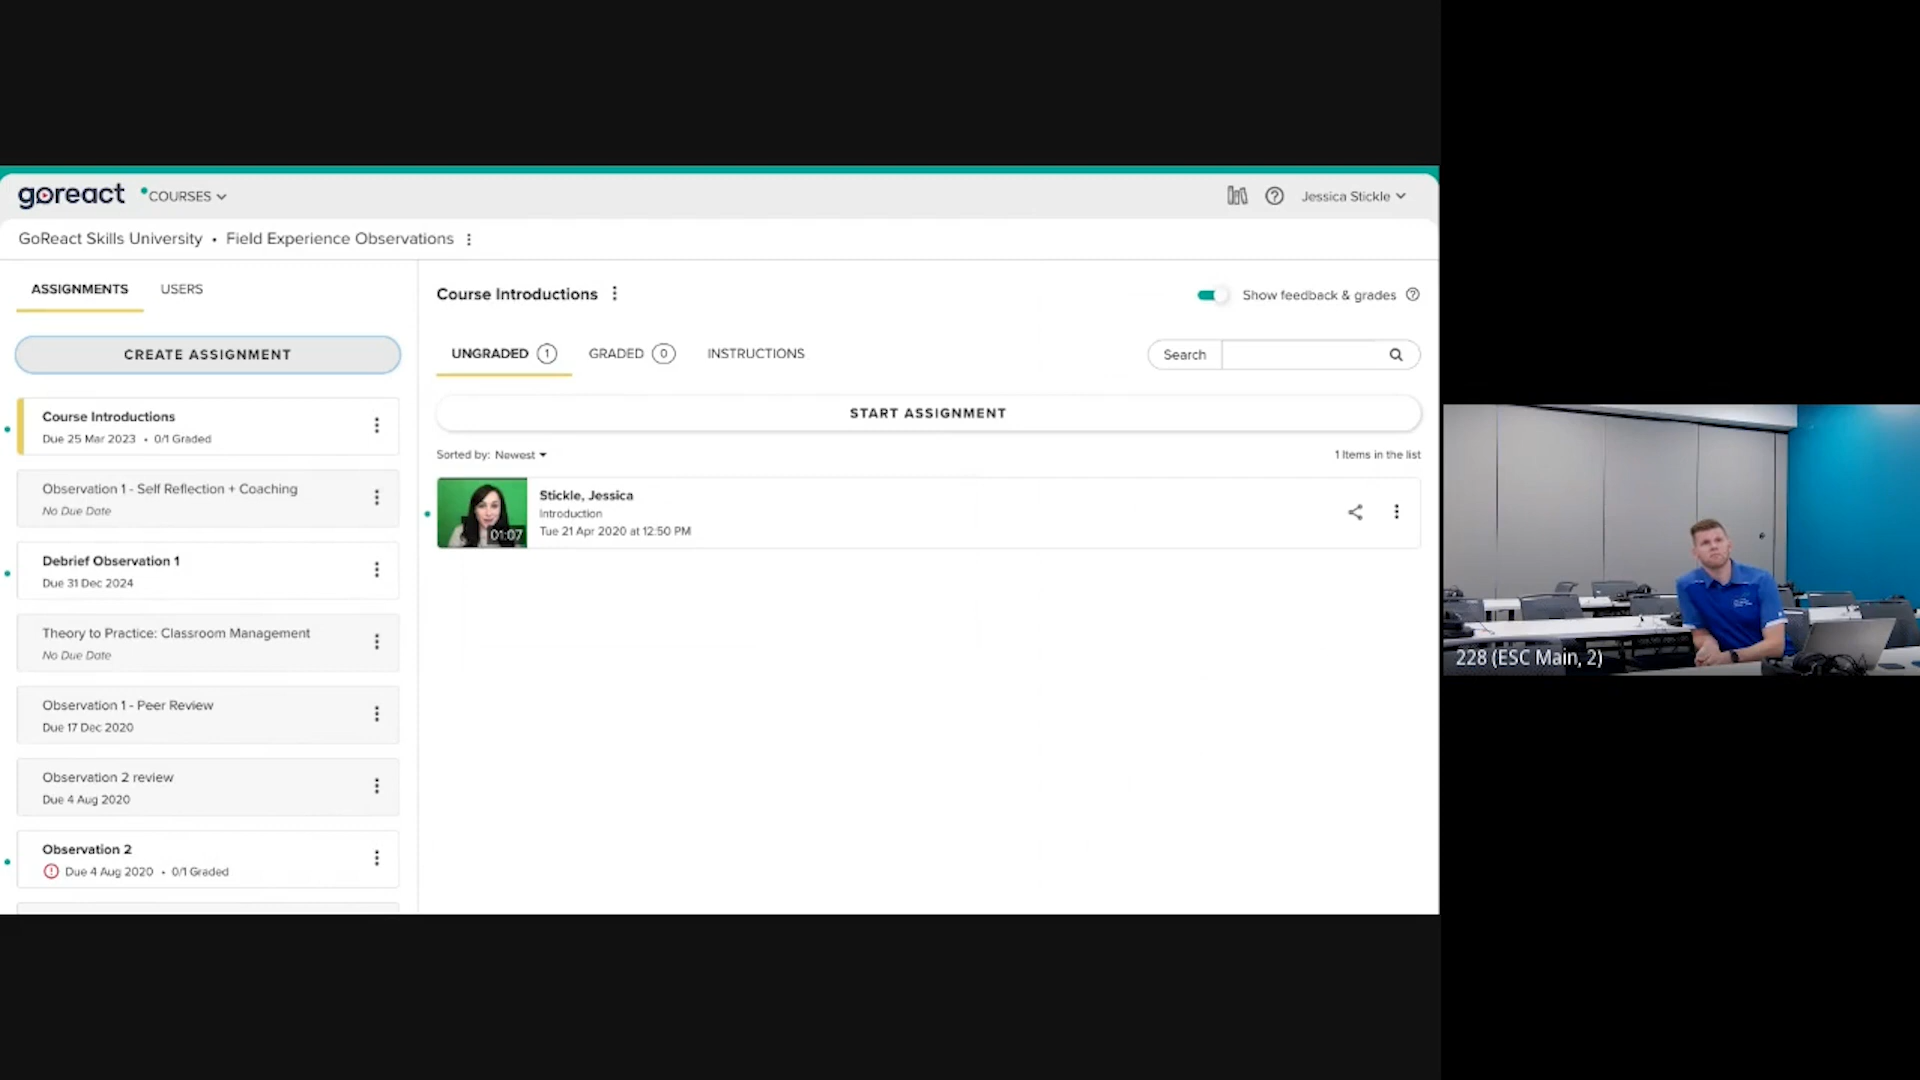 goreact COURSES Jessica Stickle
GoReact Skills University • Field Experience Observations
ASSIGNMENTS USERS
CREATE ASSIGNMENT
Course Introductions
Due 25 Mar 2023 • 0/1 Graded
Observation 1 - Self Reflection + Coaching
No Due Date
Debrief Observation 1
Due 31 Dec 2024
Theory to Practice: Classroom Management
No Due Date
Observation 1 - Peer Review
Due 17 Dec 2020
Observation 2 review
Due 4 Aug 2020
Observation 2
Due 4 Aug 2020 • 0/1 Graded
Course Introductions
Show feedback & grades
UNGRADED 1 GRADED 0 INSTRUCTIONS
Search
START ASSIGNMENT
Sorted by: Newest
1 Items in the list
01:07
Stickle, Jessica
Introduction
Tue 21 Apr 2020 at 12:50 PM
228 (ESC Main, 2)